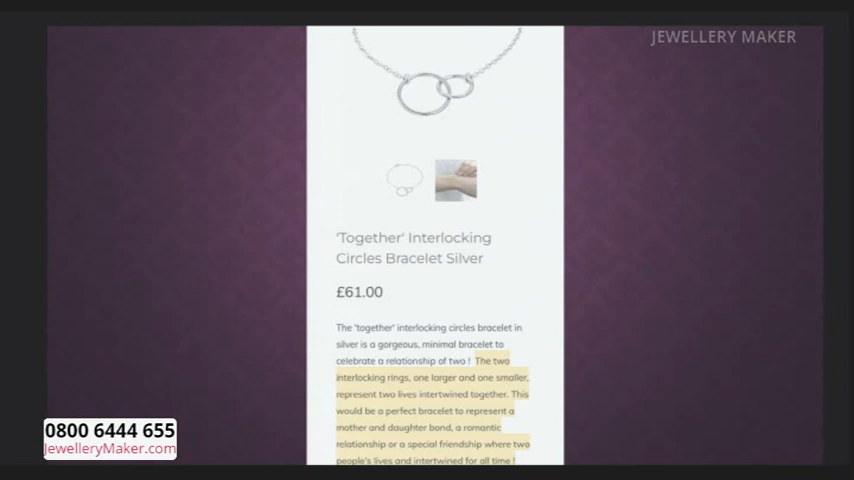 JEWELLERY MAKER
'Together' Interlocking
Circles Bracelet Silver
£61.00
The 'together' interlocking circles bracelet in
silver is a gorgeous, minimal bracelet to
celebrate a relationship of two ! The two
interlocking rings, one larger and one smaller,
represent two lives intertwined together. This
would be a perfect bracelet to represent a
mother and daughter bond, a romantic
relationship or a special friendship where two
people's lives and intertwined for all time !
0800 6444 655
JewelleryMaker.com